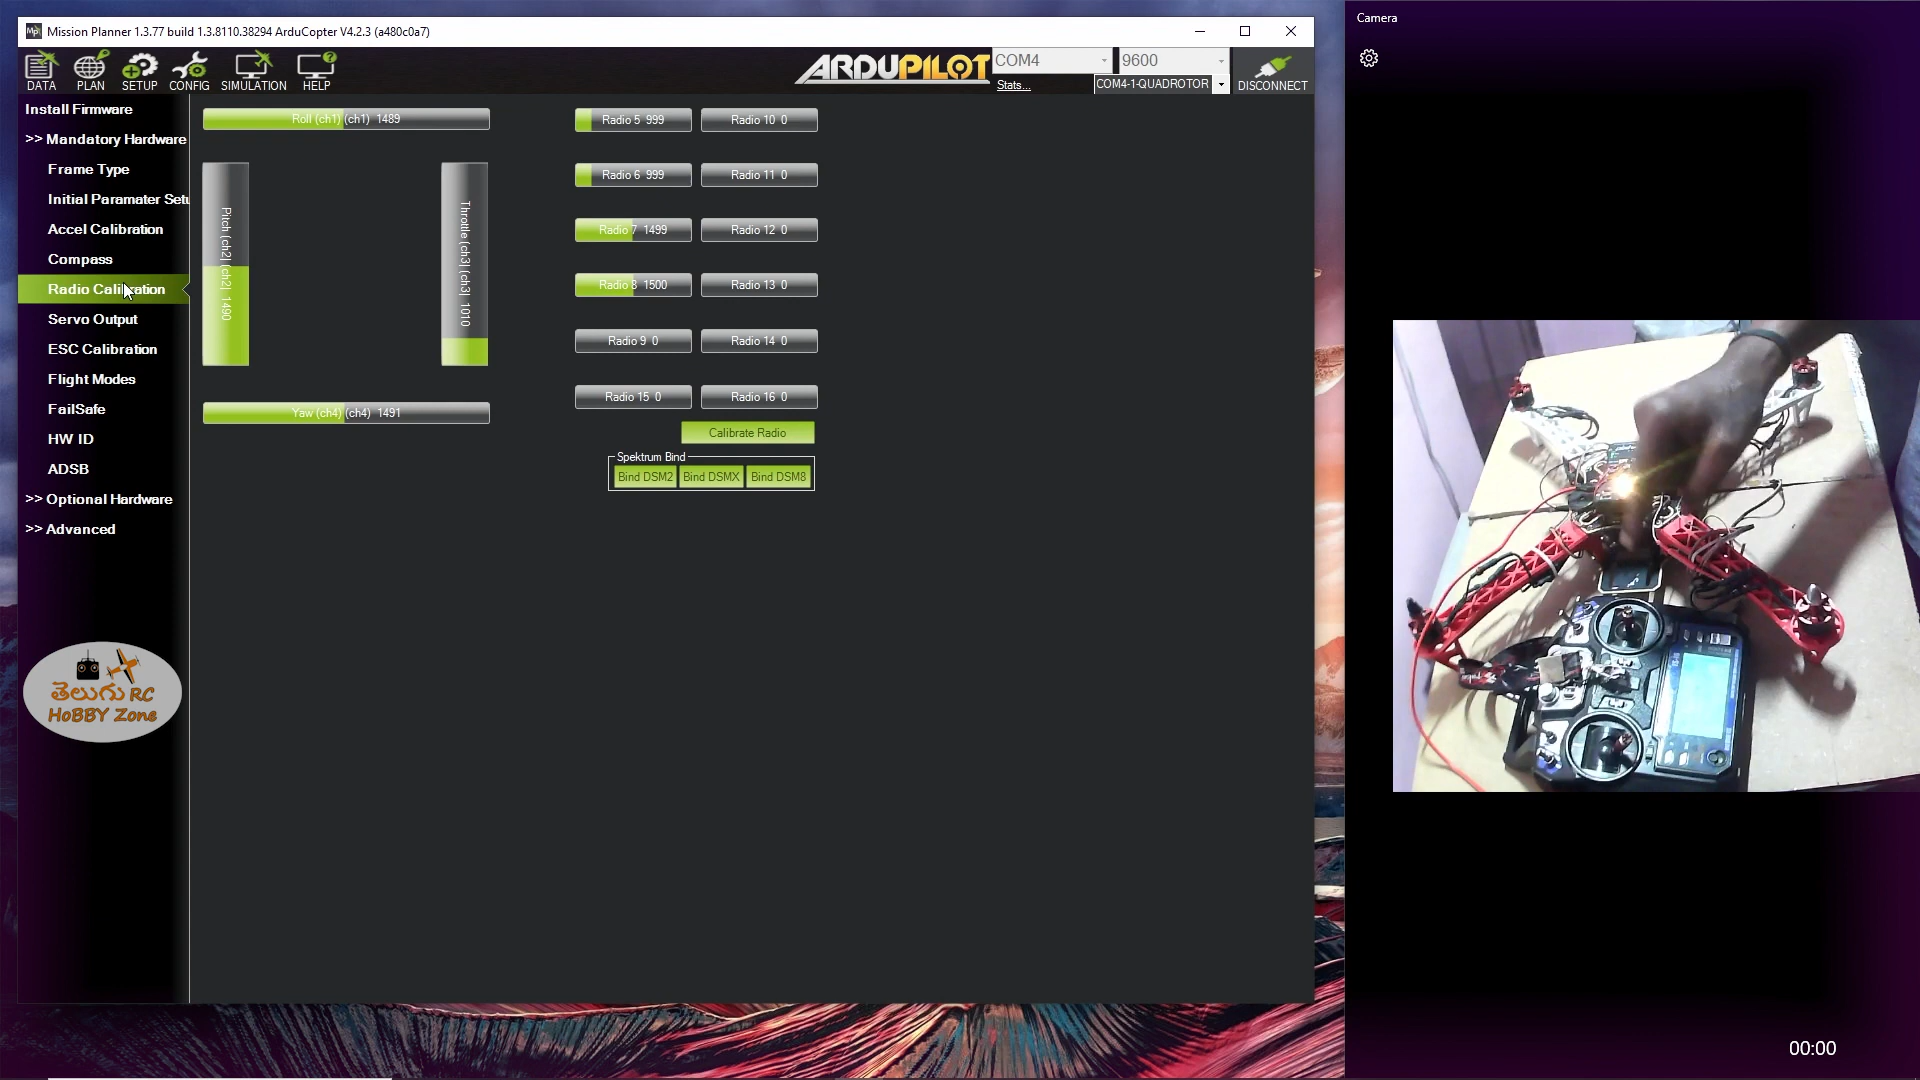 Mission Planner 1.3.77 build 1.3.8110.38294 ArduCopter V4.2.3 (a480c0a7)
DATA PLAN SETUP CONFIG SIMULATION HELP
ARDUPILOT
COM4 9600
Stats... COM4-1-QUADROTOR
DISCONNECT
Install Firmware
>> Mandatory Hardware
Frame Type
Initial Paramater Setu
Accel Calibration
Compass
Radio Calibration
Servo Output
ESC Calibration
Flight Modes
FailSafe
HW ID
ADSB
>> Optional Hardware
>> Advanced
తెలుగు RC
HoBBY Zone
Roll (ch1) (ch1) 1489
Pitch (ch2) (ch2) 1490
Throttle (ch3) (ch3) 1010
Yaw (ch4) (ch4) 1491
Radio 5 999 Radio 10 0
Radio 6 999 Radio 11 0
Radio 7 1499 Radio 12 0
Radio 8 1500 Radio 13 0
Radio 9 0 Radio 14 0
Radio 15 0 Radio 16 0
Calibrate Radio
Spektrum Bind
Bind DSM2 Bind DSMX Bind DSM8
Camera
00:00